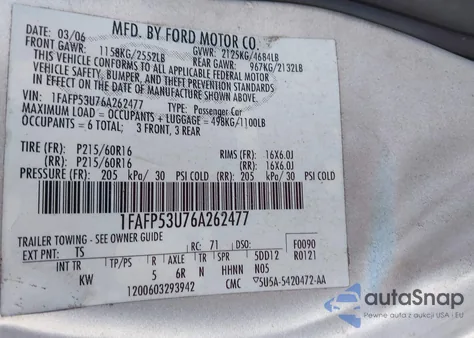 MFD. BY FORD MOTOR CO.
DATE: 03/06 GVWR: 2125KG/4684LB
FRONT GAWR: 1158KG/2552LB REAR GAWR: 967KG/2132LB
THIS VEHICLE CONFORMS TO ALL APPLICABLE FEDERAL MOTOR
VEHICLE SAFETY, BUMPER, AND THEFT PREVENTION STANDARDS
IN EFFECT ON THE DATE OF MANUFACTURE SHOWN ABOVE.
VIN: 1FAFP53U76A262477 TYPE: Passenger Car
MAXIMUM LOAD = OCCUPANTS + LUGGAGE = 498KG/1100LB
OCCUPANTS = 6 TOTAL; 3 FRONT, 3 REAR
TIRE (FR): P215/60R16 RIMS (FR): 16X6.0J
(RR): P215/60R16 (RR): 16X6.0J
PRESSURE (FR): 205 kPa/ 30 PSI COLD (RR): 205 kPa/ 30 PSI COLD
1FAFP53U76A262477
TRAILER TOWING - SEE OWNER GUIDE F0090
EXT PNT: TS RC: 71 DSO: R0121
INT TR TP/PS R AXLE TR 5DD12
KW 5 6R N HHNN N05
1200603293942 CMC ▽5U5A-5420472-AA
autoSnap
Pewne auto z USA i EU